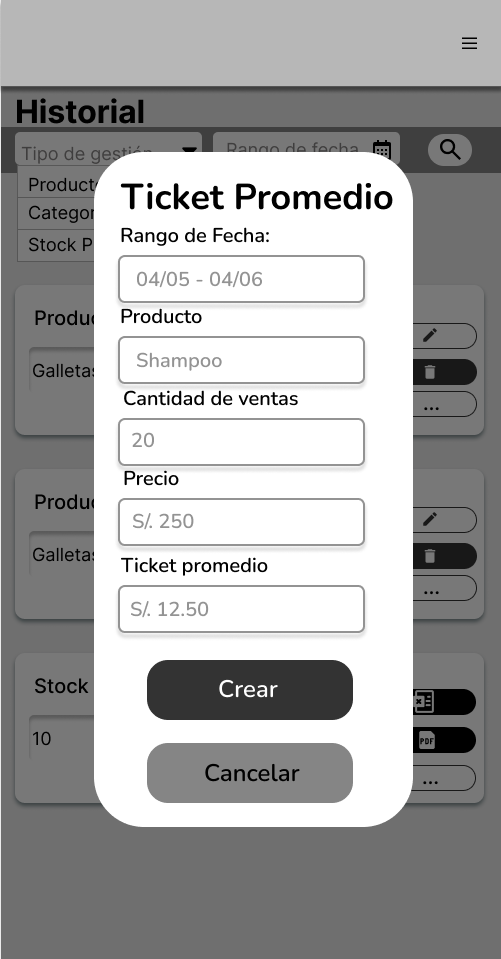 Historial
Tipo de gestión
Rango de fecha
Product
Categor
Stock P
Ticket Promedio
Rango de Fecha:
04/05 - 04/06
Producto
Shampoo
Cantidad de ventas
20
Precio
S/. 250
Ticket promedio
S/. 12.50
Crear
Cancelar
Produc
Galletas
...
Produc
Galletas
...
Stock
10
PDF
...